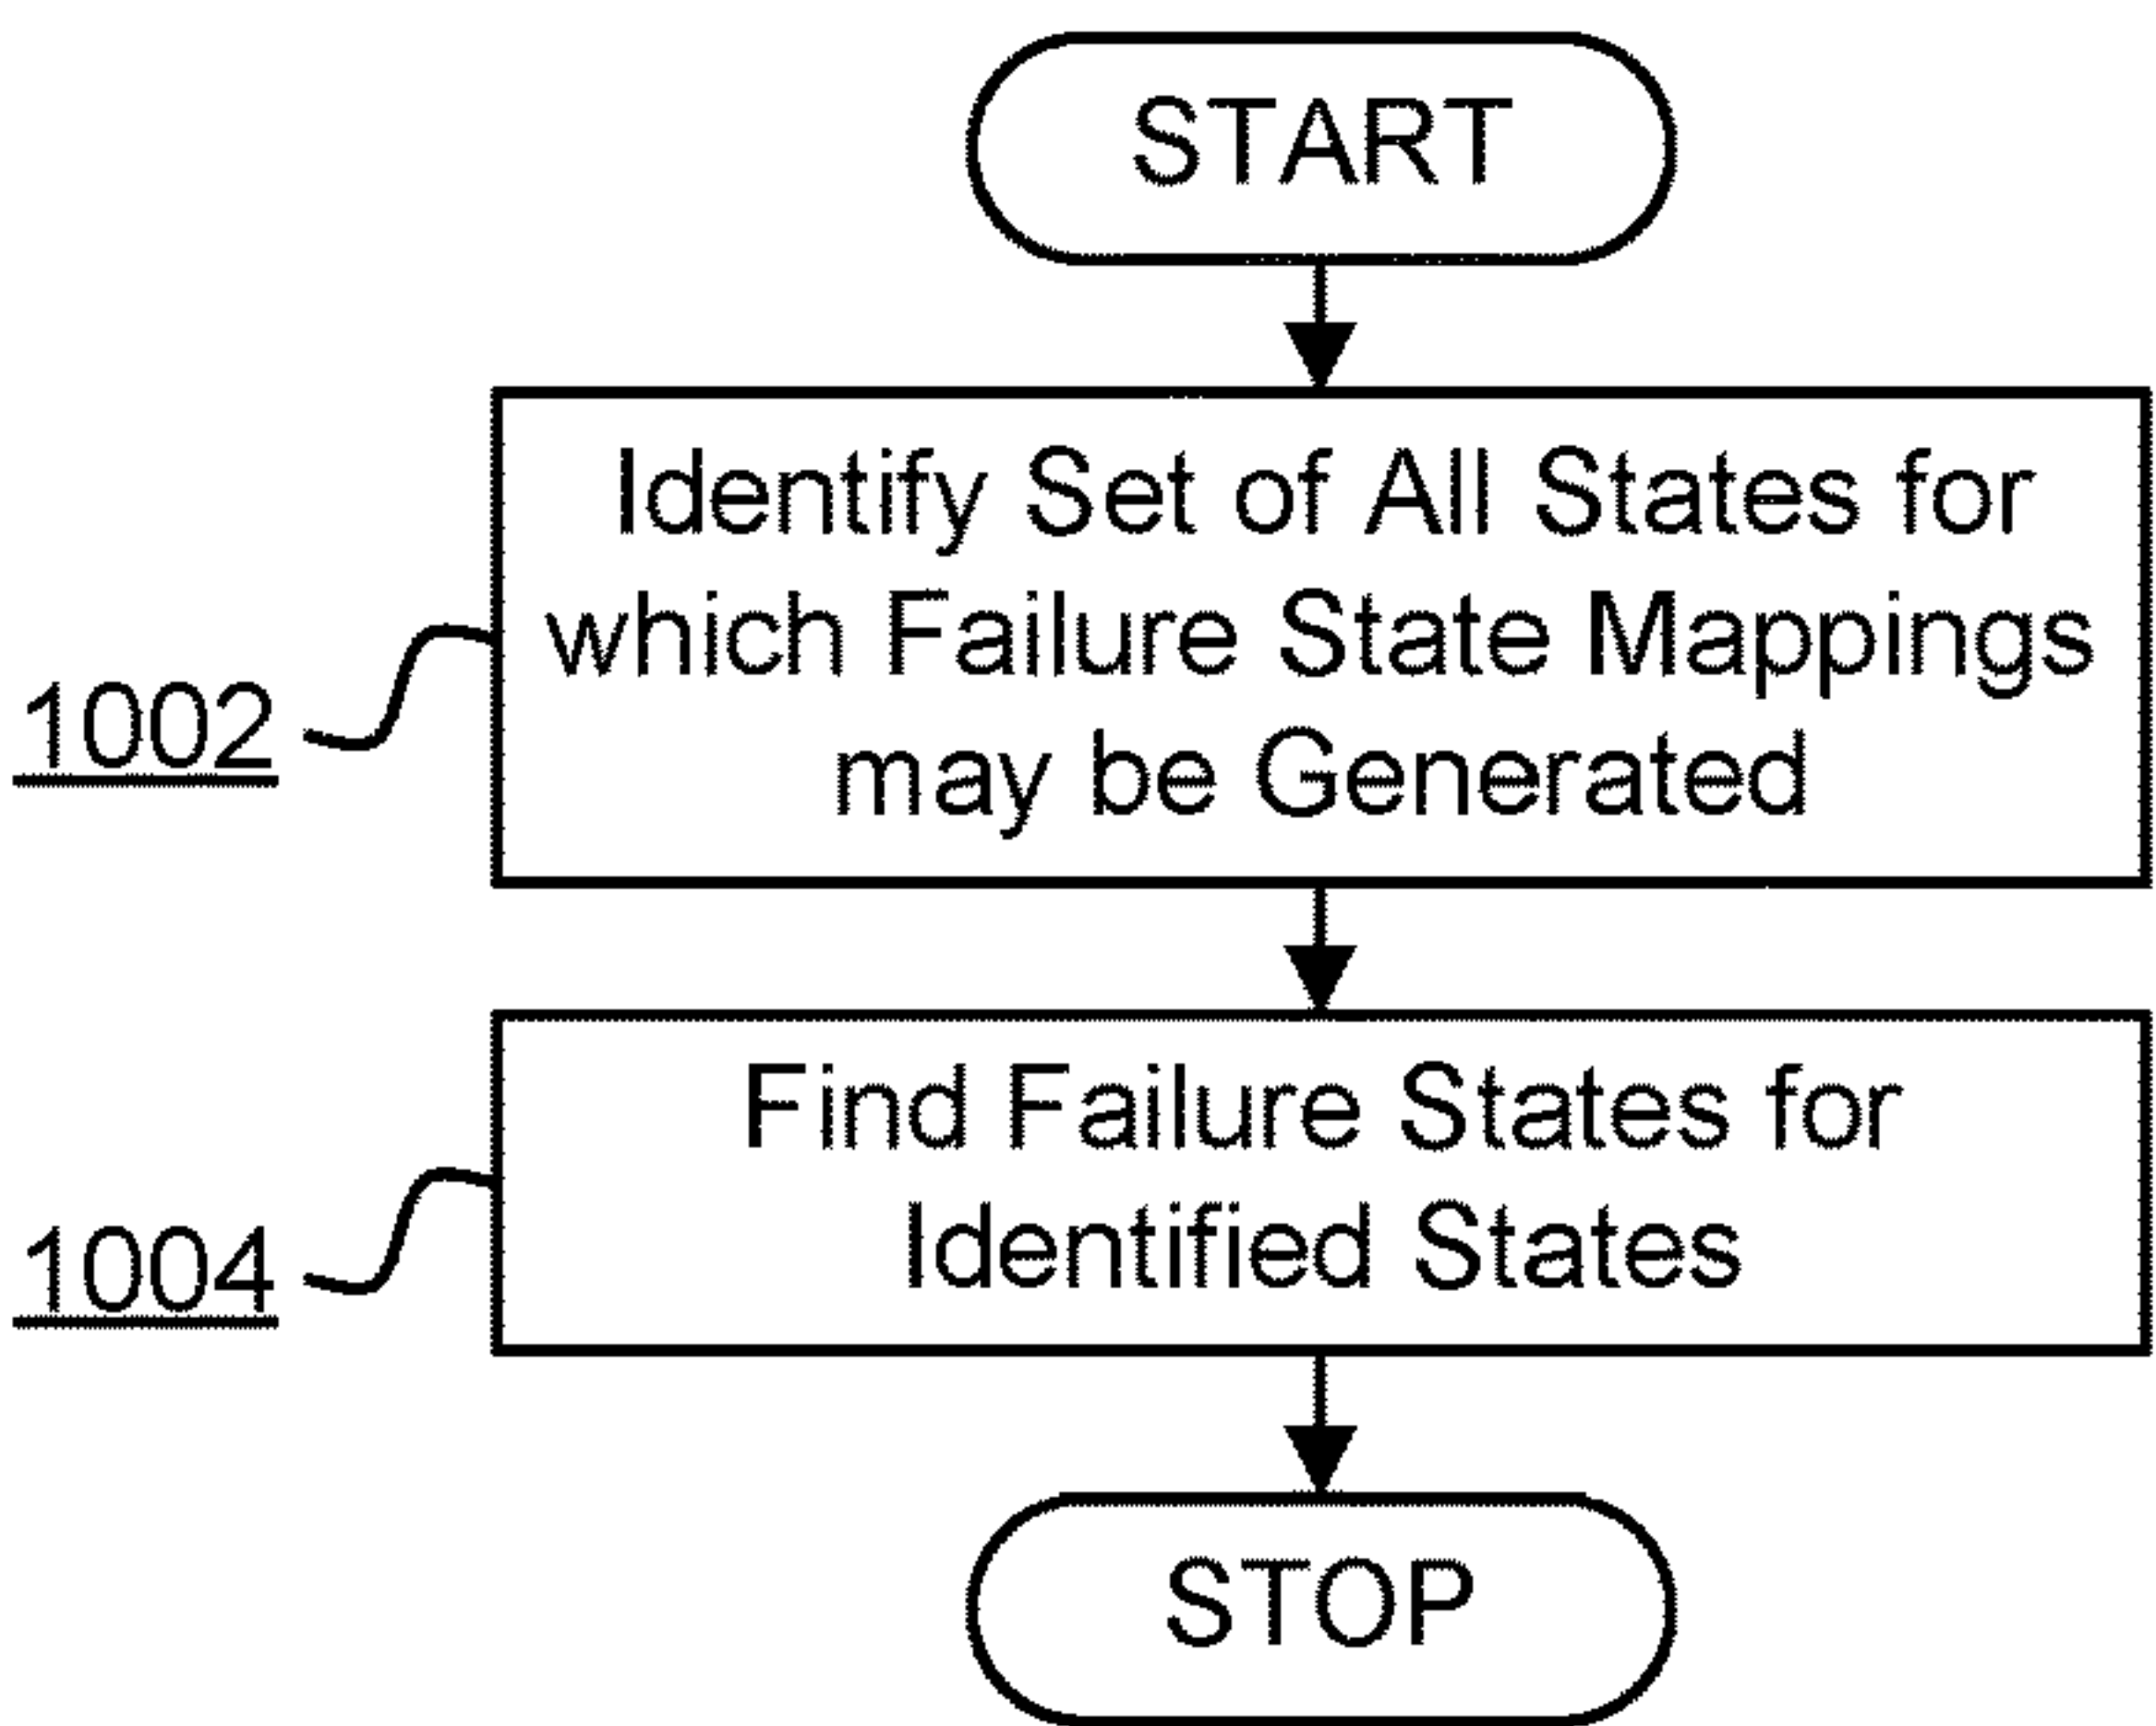 START
Identify Set of All States for
which Failure State Mappings
may be Generated
1002
Find Failure States for
Identified States
1004
STOP